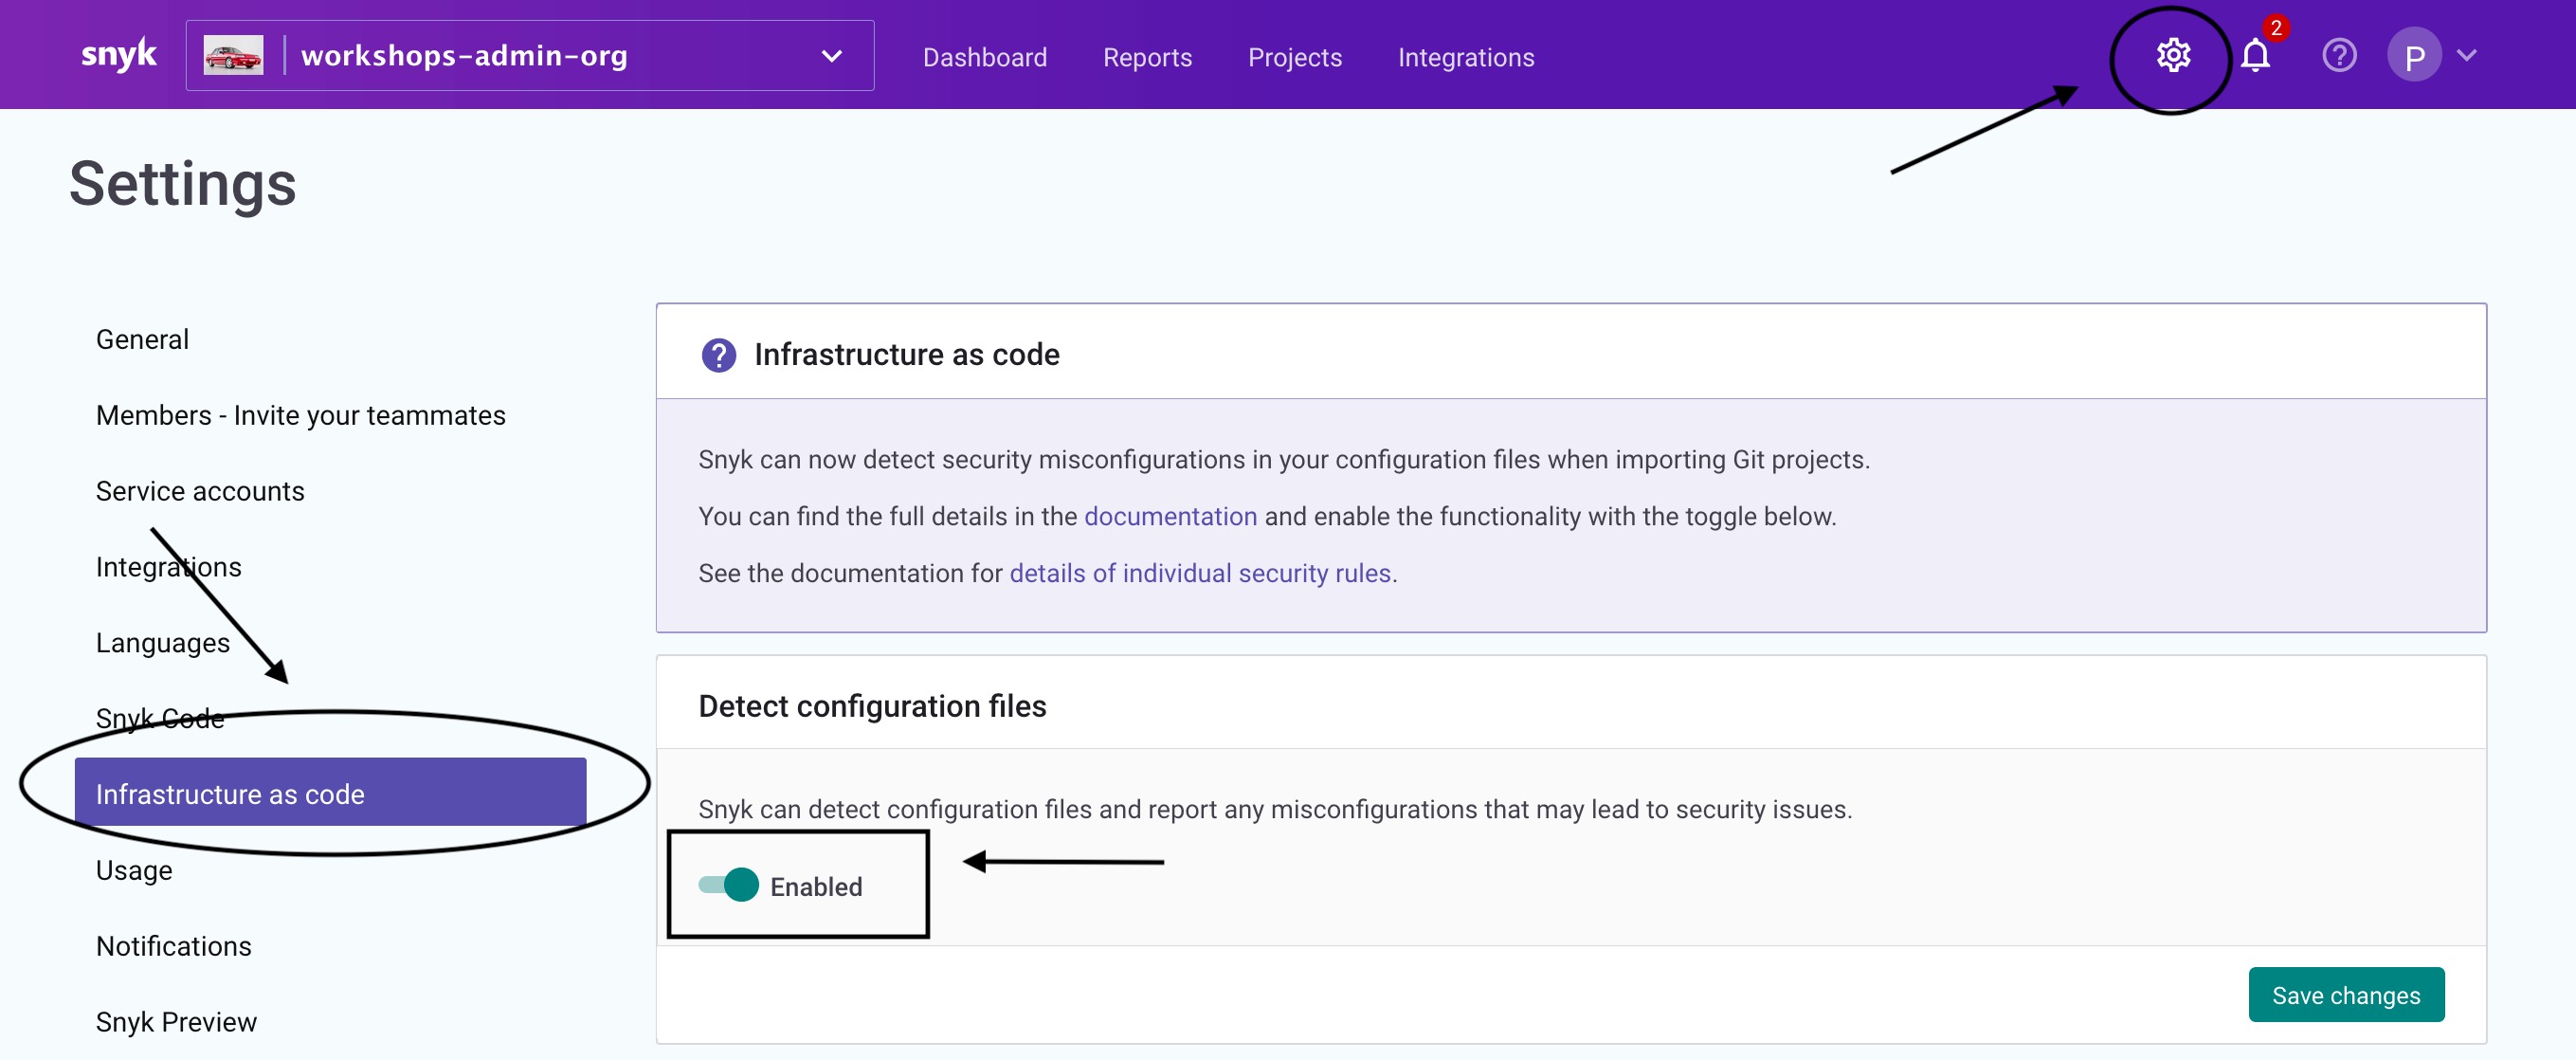 snyk workshops-admin-org Dashboard Reports Projects Integrations 2 P
Settings
General
Members - Invite your teammates
Service accounts
Integrations
Languages
Snyk Code
Infrastructure as code
Usage
Notifications
Snyk Preview
Infrastructure as code
Snyk can now detect security misconfigurations in your configuration files when importing Git projects.
You can find the full details in the documentation and enable the functionality with the toggle below.
See the documentation for details of individual security rules.
Detect configuration files
Snyk can detect configuration files and report any misconfigurations that may lead to security issues.
Enabled
Save changes